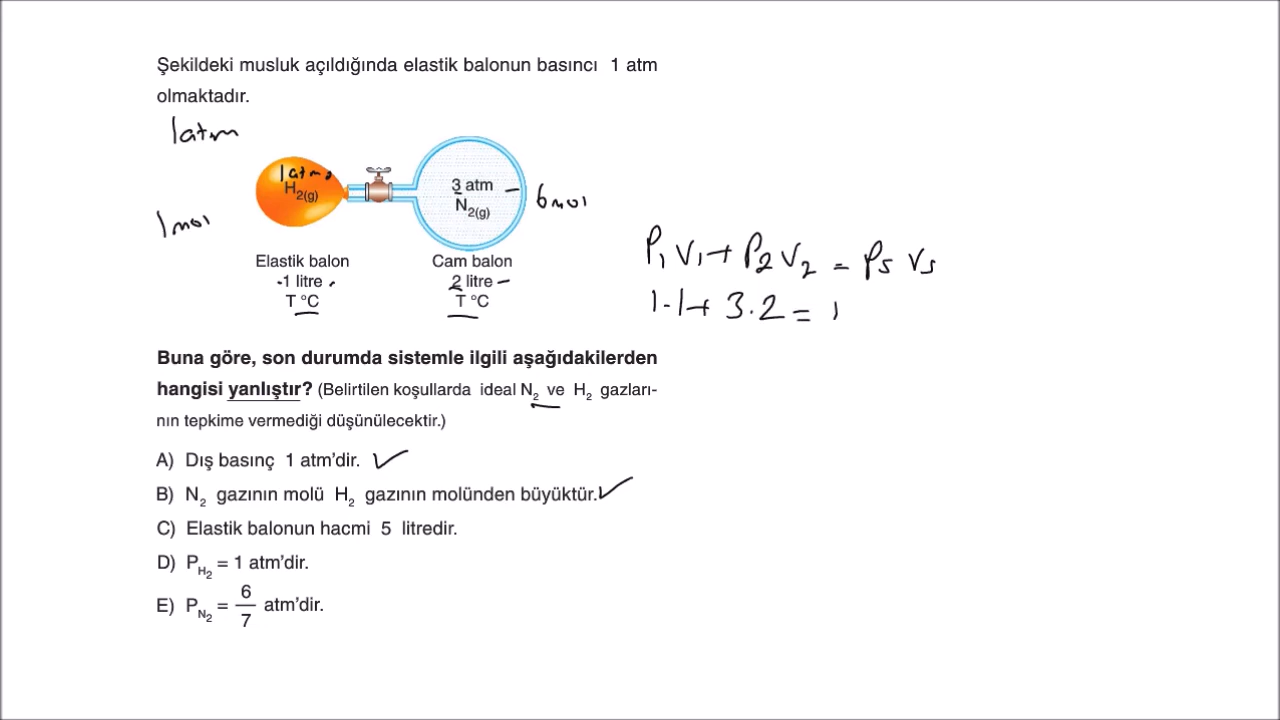 Şekildeki musluk açıldığında elastik balonun basıncı 1 atm
olmaktadır.
1atm
1atm
H2(g)
3 atm
N2(g)
6mol
1mol
Elastik balon
1 litre
T °C
Cam balon
2 litre
T °C
P1 V1 + P2 V2 = Ps Vs
1.1 + 3.2 = 1
Buna göre, son durumda sistemle ilgili aşağıdakilerden
hangisi yanlıştır? (Belirtilen koşullarda ideal N2 ve H2 gazları-
nın tepkime vermediği düşünülecektir.)
A) Dış basınç 1 atm'dir. ✓
B) N2 gazının molü H2 gazının molünden büyüktür. ✓
C) Elastik balonun hacmi 5 litredir.
D) PH2 = 1 atm'dir.
E) PN2 = 6/7 atm'dir.